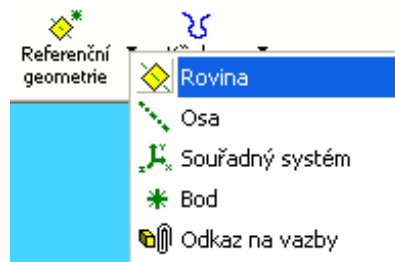 Referenční
geometrie
Rovina
Osa
Souřadný systém
Bod
Odkaz na vazby